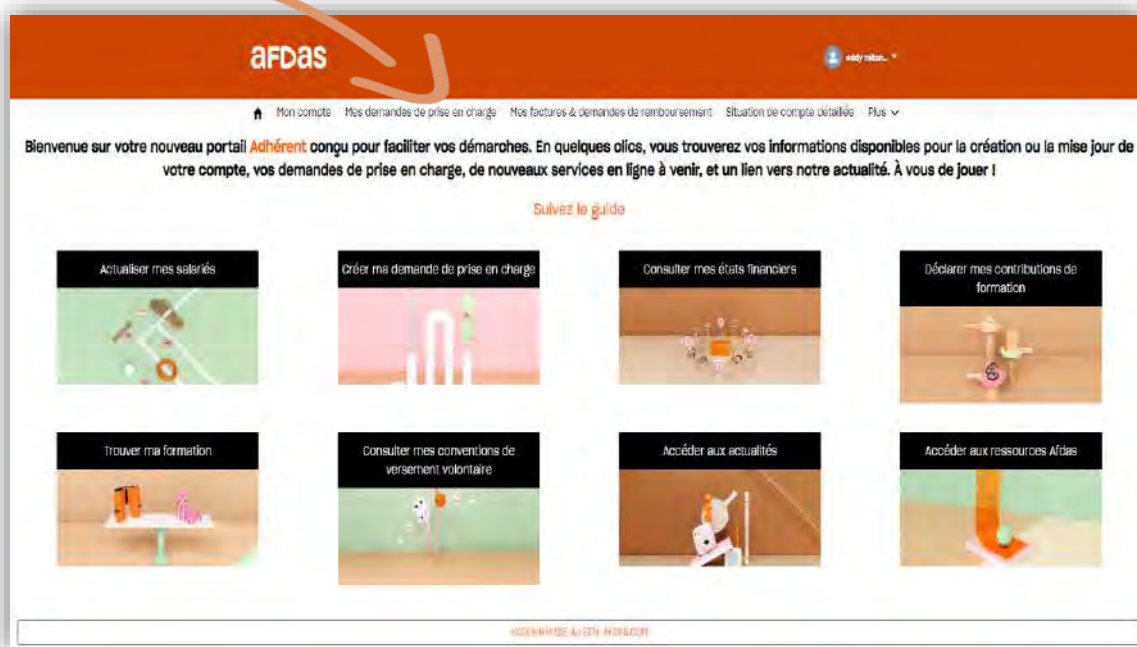 afdas
eddy mitan...
Mon compte Mes demandes de prise en charge Mes factures & demandes de remboursement Situation de compte détaillée Plus
Bienvenue sur votre nouveau portail Adhérent conçu pour faciliter vos démarches. En quelques clics, vous trouverez vos informations disponibles pour la création ou la mise jour de
votre compte, vos demandes de prise en charge, de nouveaux services en ligne à venir, et un lien vers notre actualité. À vous de jouer !
Suivez le guide
Actualiser mes salariés
Créer ma demande de prise en charge
Consulter mes états financiers
Déclarer mes contributions de
formation
Trouver ma formation
Consulter mes conventions de
versement volontaire
Accéder aux actualités
Accéder aux ressources Afdas